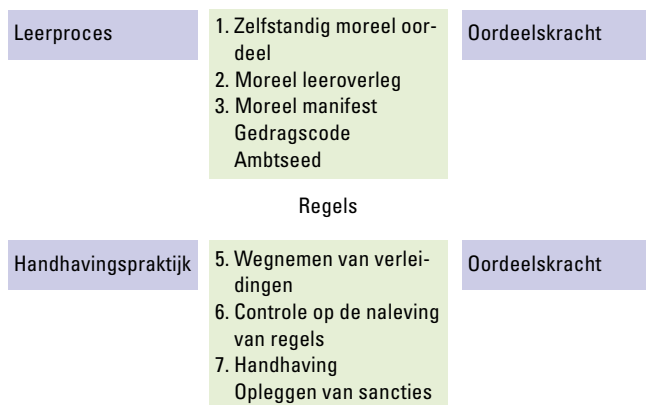 Leerproces
1. Zelfstandig moreel oor-
deel
2. Moreel leeroverleg
3. Moreel manifest
Gedragscode
Ambtseed
Oordeelskracht
Regels
Handhavingspraktijk
5. Wegnemen van verlei-
dingen
6. Controle op de naleving
van regels
7. Handhaving
Opleggen van sancties
Oordeelskracht